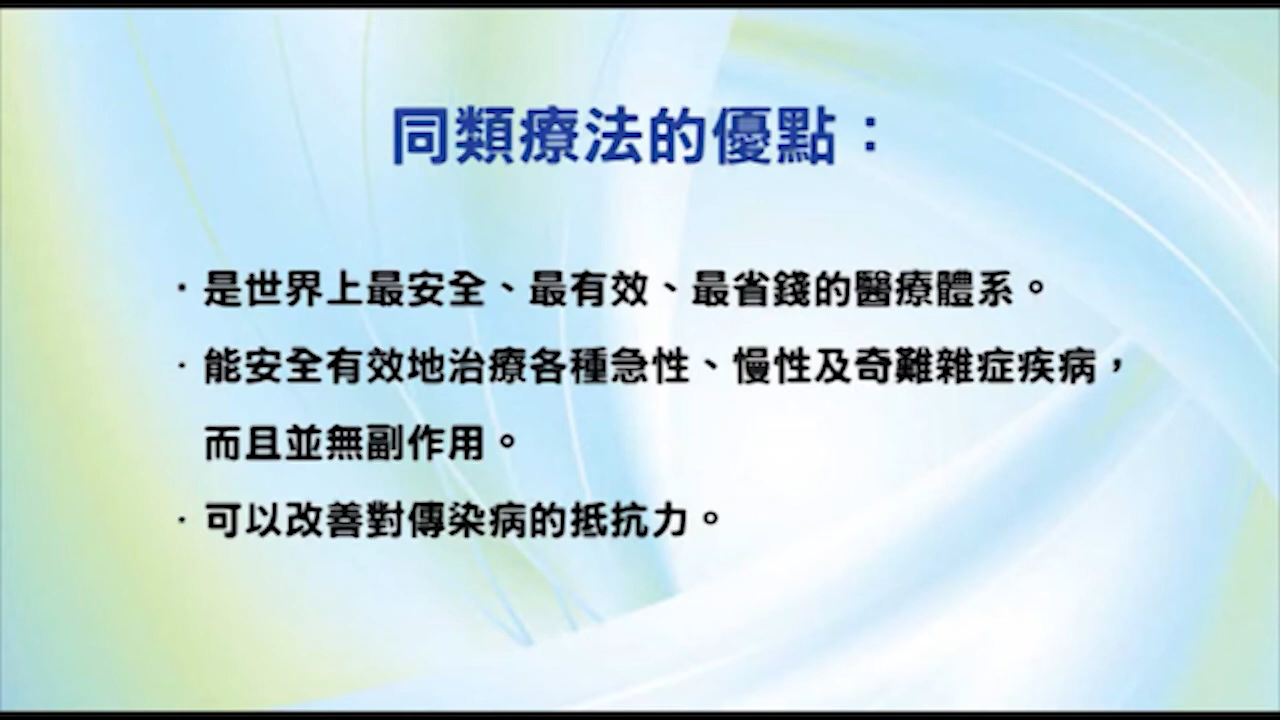 同類療法的優點：
·是世界上最安全、最有效、最省錢的醫療體系。
·能安全有效地治療各種急性、慢性及奇難雜症疾病，
而且並無副作用。
·可以改善對傳染病的抵抗力。